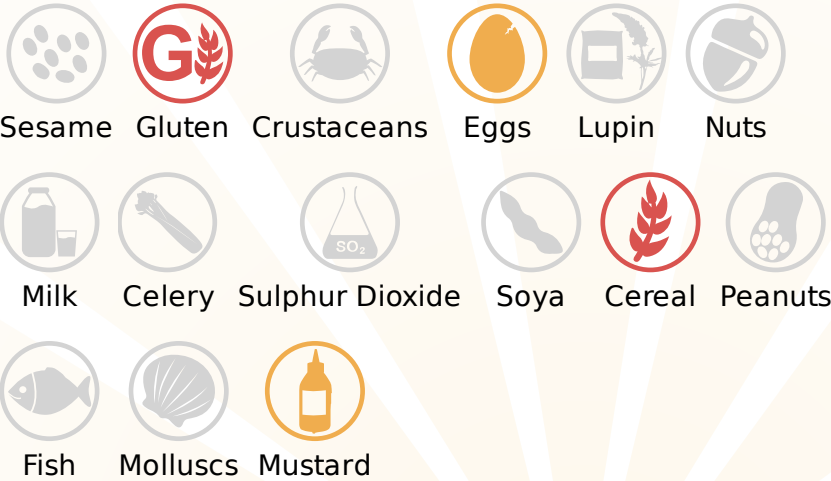 G
Sesame Gluten Crustaceans Eggs Lupin Nuts
SO₂
Milk Celery Sulphur Dioxide Soya Cereal Peanuts
Fish Molluscs Mustard